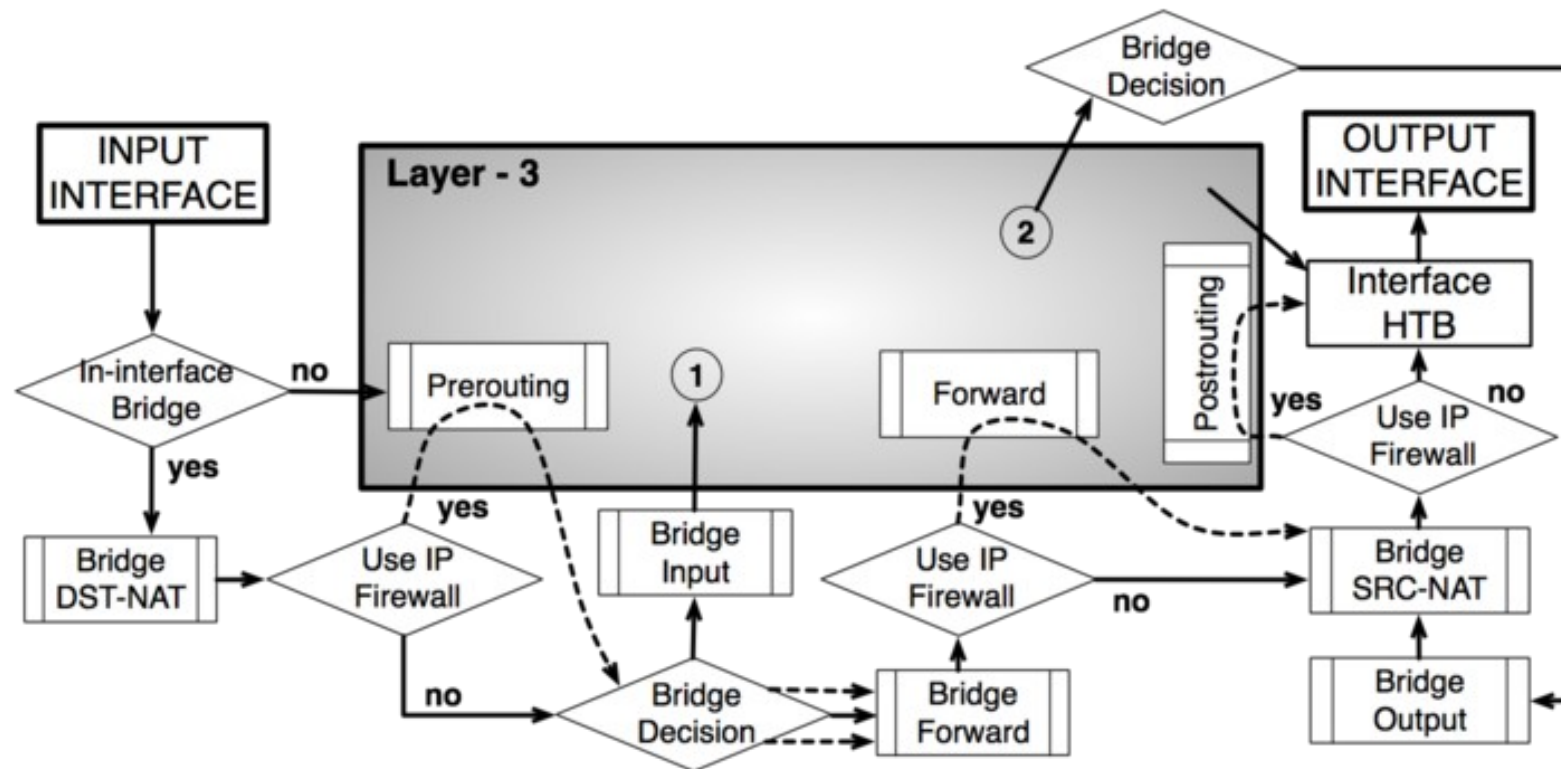 Bridge
Decision
INPUT
INTERFACE
OUTPUT
INTERFACE
Layer - 3
2
Interface
HTB
Postrouting
In-interface
Bridge
no
Prerouting
1
Forward
yes
no
Use IP
Firewall
yes
yes
yes
Bridge
DST-NAT
Use IP
Firewall
Bridge
Input
Use IP
Firewall
no
Bridge
SRC-NAT
no
Bridge
Decision
Bridge
Forward
Bridge
Output